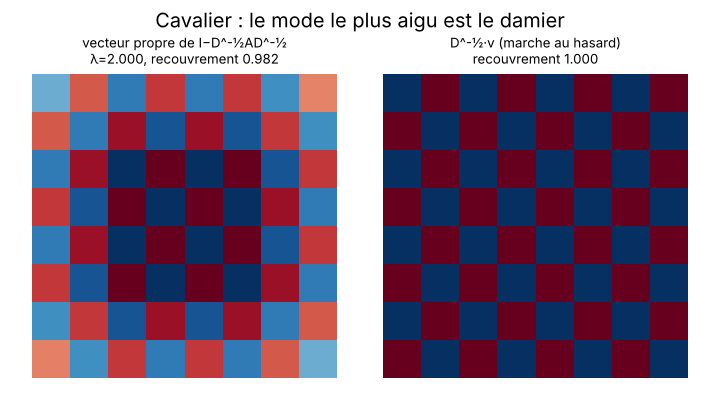 Cavalier : le mode le plus aigu est le damier
vecteur propre de I−D^-½AD^-½
λ=2.000, recouvrement 0.982
D^-½·v (marche au hasard)
recouvrement 1.000